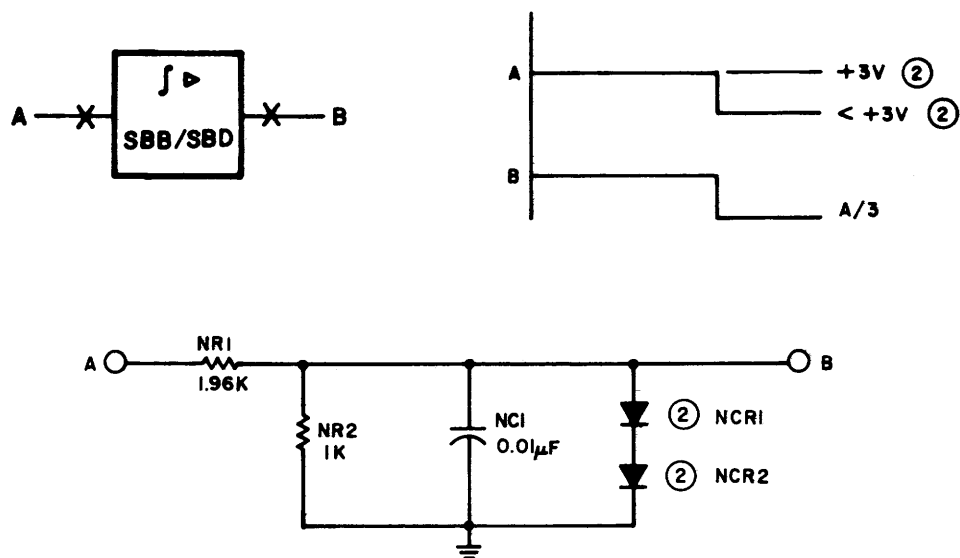 ∫ ▷
A B
SBB/SBD
A +3V ②
< +3V ②
B
A/3
NR1
A 1.96K B
NR2
1K
NC1
0.01µF
② NCR1
② NCR2